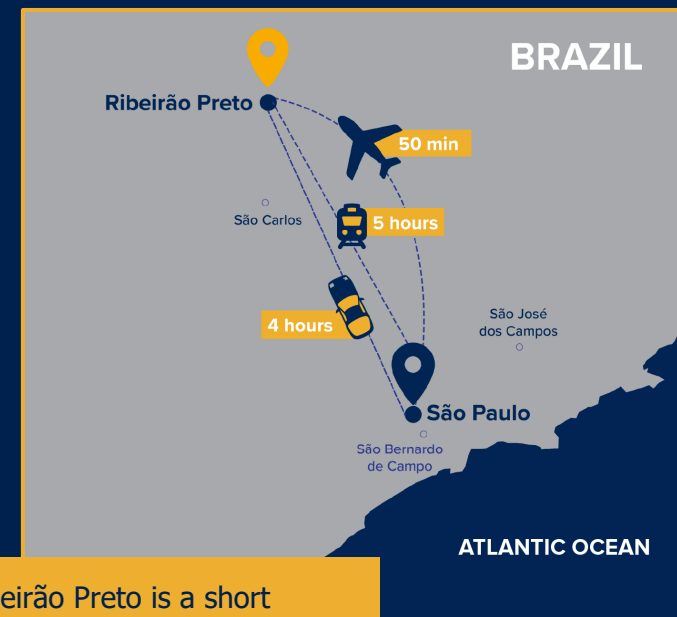 BRAZIL
Ribeirão Preto
50 min
São Carlos
5 hours
4 hours
São José
dos Campos
São Paulo
São Bernardo
de Campo
ATLANTIC OCEAN
eirão Preto is a short